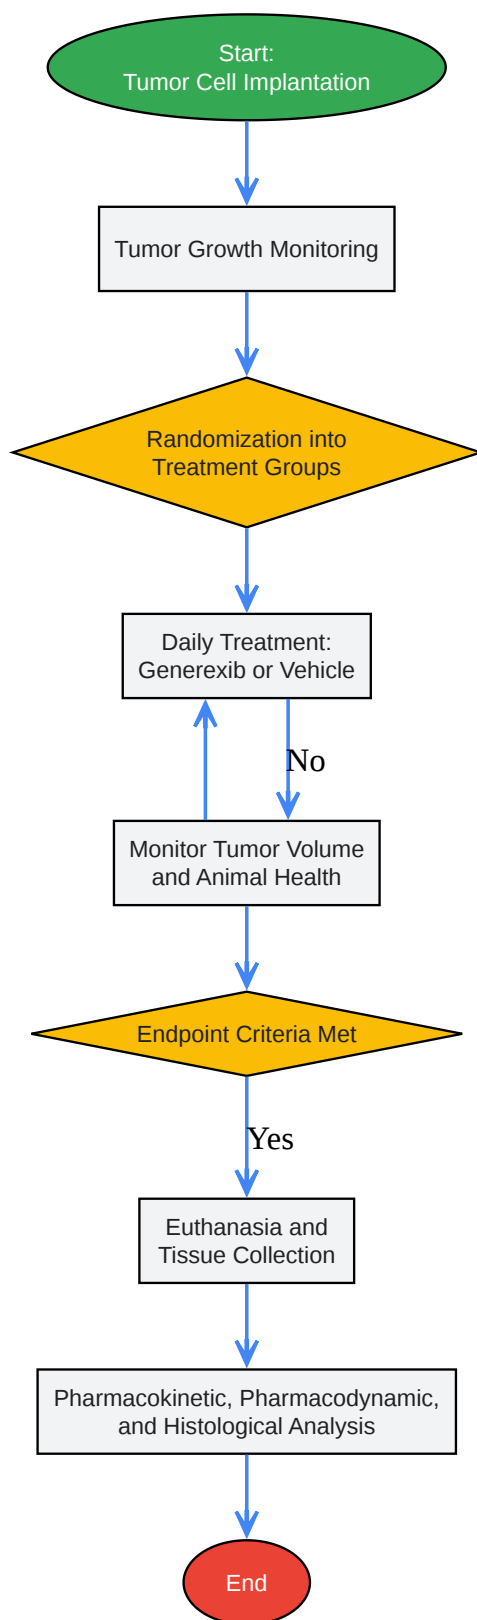 Start:
Tumor Cell Implantation
Tumor Growth Monitoring
Randomization into
Treatment Groups
Daily Treatment:
Generexib or Vehicle
No
Monitor Tumor Volume
and Animal Health
Endpoint Criteria Met
Yes
Euthanasia and
Tissue Collection
Pharmacokinetic, Pharmacodynamic,
and Histological Analysis
End